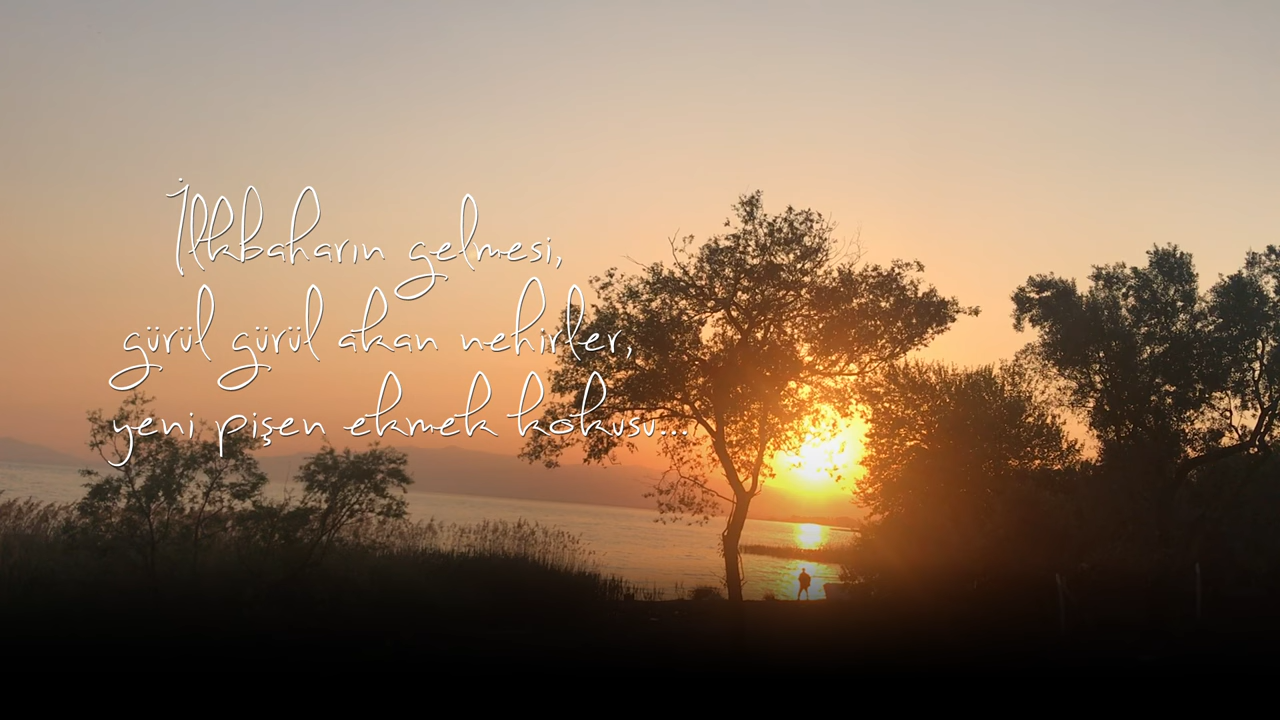 İlkbaharın gelmesi,
gürül gürül akan nehirler,
yeni pişen ekmek kokusu...